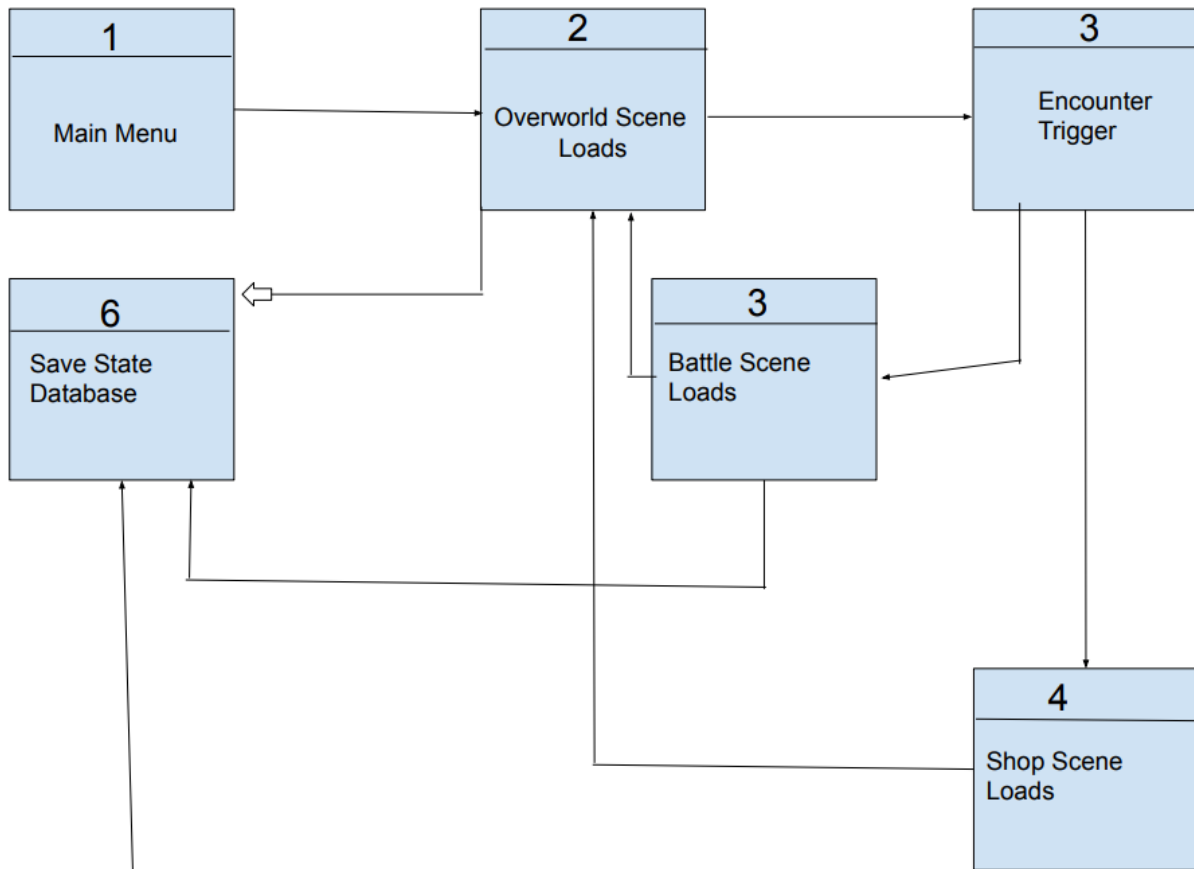 1
Main Menu
2
Overworld Scene
Loads
3
Encounter
Trigger
6
Save State
Database
3
Battle Scene
Loads
4
Shop Scene
Loads